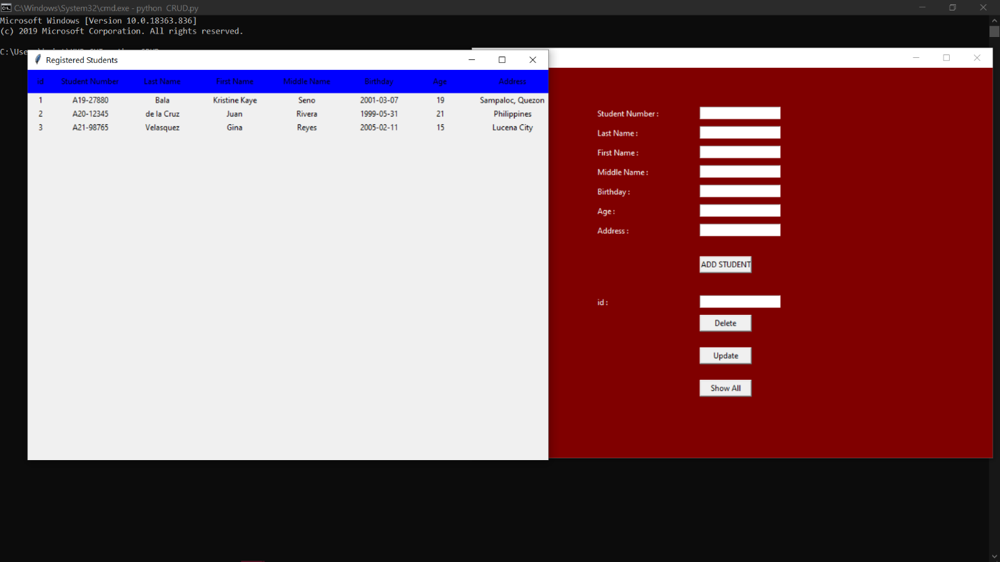 C:\Windows\System32\cmd.exe - python CRUD.py
Microsoft Windows [Version 10.0.18363.836]
(c) 2019 Microsoft Corporation. All rights reserved.
Registered Students
id Student Number Last Name First Name Middle Name Birthday Age Address
1 A19-27880 Bala Kristine Kaye Seno 2001-03-07 19 Sampaloc, Quezon
2 A20-12345 de la Cruz Juan Rivera 1999-05-31 21 Philippines
3 A21-98765 Velasquez Gina Reyes 2005-02-11 15 Lucena City
Student Number :
Last Name :
First Name :
Middle Name :
Birthday :
Age :
Address :
ADD STUDENT
id :
Delete
Update
Show All